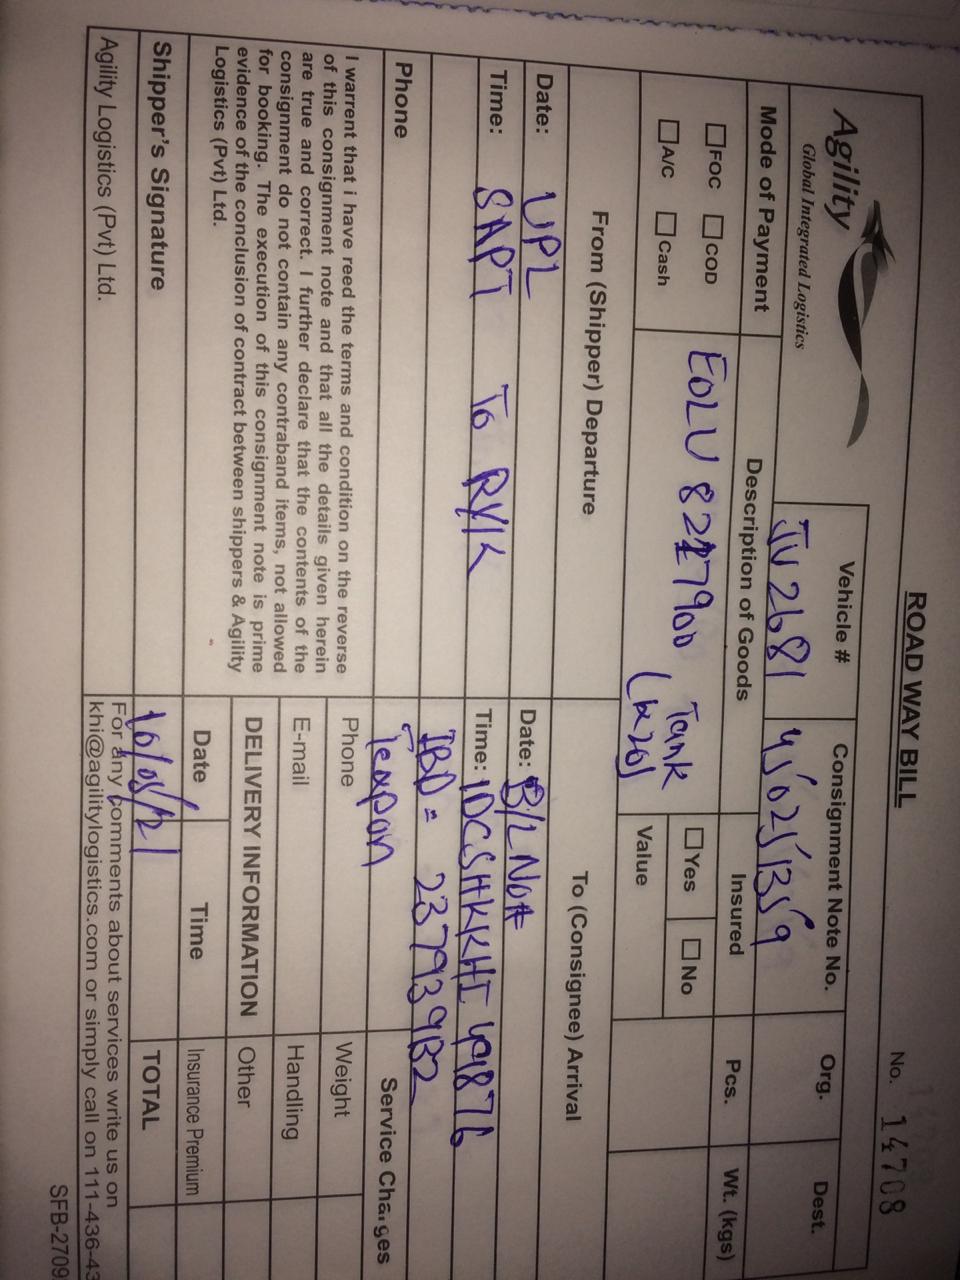 ROAD WAY BILL
No. 14708
Agility
Global Integrated Logistics
Vehicle #
JU 2681
Consignment Note No.
450251359
Org.
Dest.
Mode of Payment
FOC
COD
A/C
Cash
Description of Goods
EOLU 8217900 Tank
Insured
Yes
No
Value
Pcs.
Wt. (kgs)
From (Shipper) Departure
To (Consignee) Arrival
Date: UPL
Time: SAPT To RYK
Date: B/L No#
Time: IDCSHKKHI 491876
IBD =
Teapon
Phone
Service Charges
I warrent that i have reed the terms and condition on the reverse
of this consignment note and that all the details given herein
are true and correct. I further declare that the contents of the
consignment do not contain any contraband items, not allowed
for booking. The execution of this consignment note is prime
evidence of the conclusion of contract between shippers & Agility
Logistics (Pvt) Ltd.
Phone
Weight
E-mail
Handling
DELIVERY INFORMATION
Other
Date
Time
Insurance Premium
Shipper's Signature
10/05/21
TOTAL
Agility Logistics (Pvt) Ltd.
For any comments about services write us on
khi@agilitylogistics.com or simply call on 111-436-43
SFB-2709